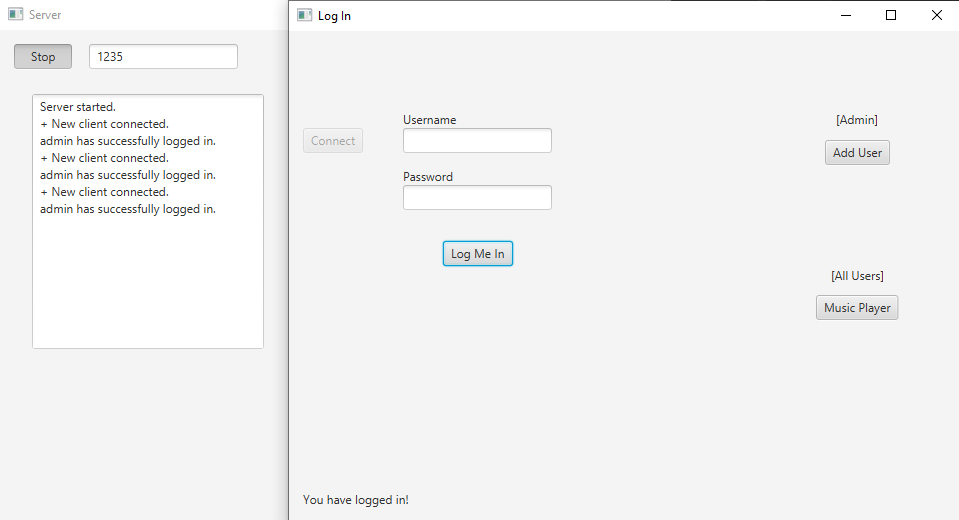 Server
Stop
1235
Server started.
+ New client connected.
admin has successfully logged in.
+ New client connected.
admin has successfully logged in.
+ New client connected.
admin has successfully logged in.
Log In
Connect
Username
Password
Log Me In
[Admin]
Add User
[All Users]
Music Player
You have logged in!